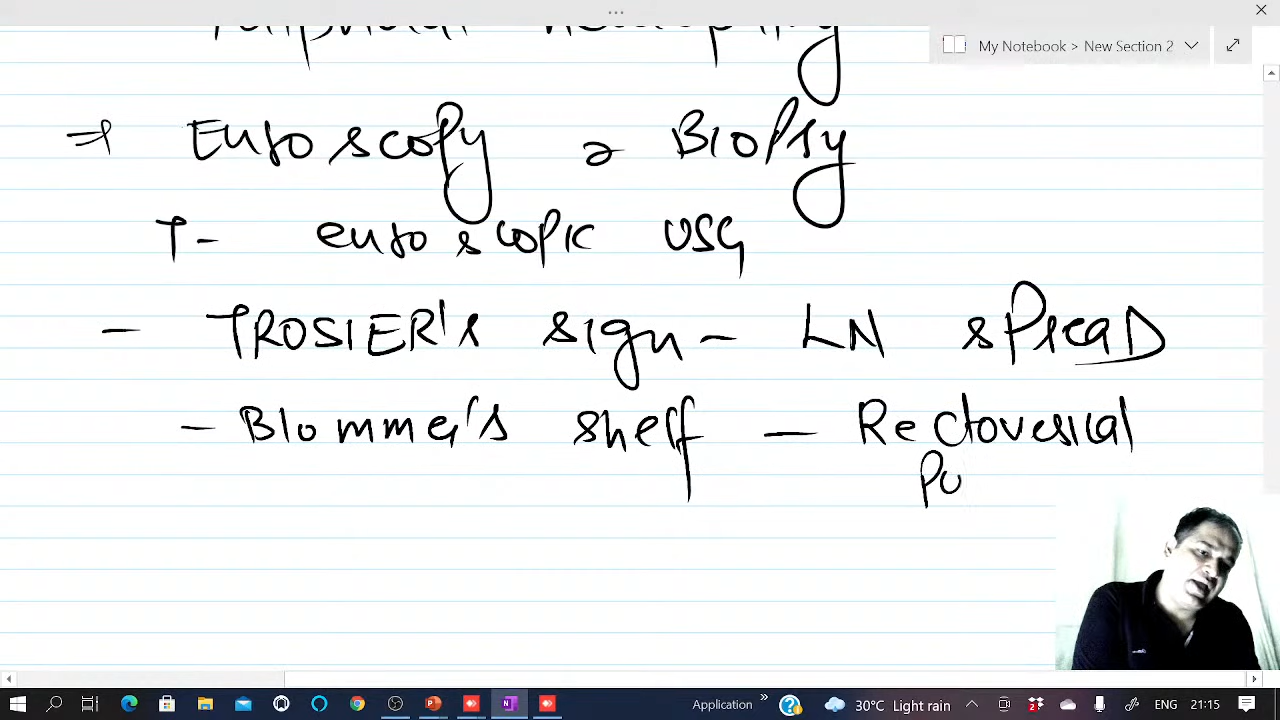 My Notebook > New Section 2
⇒ Endoscopy & Biopsy
T- endoscopic USG
- TROSIER's sign - LN spread
- Blommer's shelf - Rectovesical
Po
Application » 30°C Light rain ENG 21:15